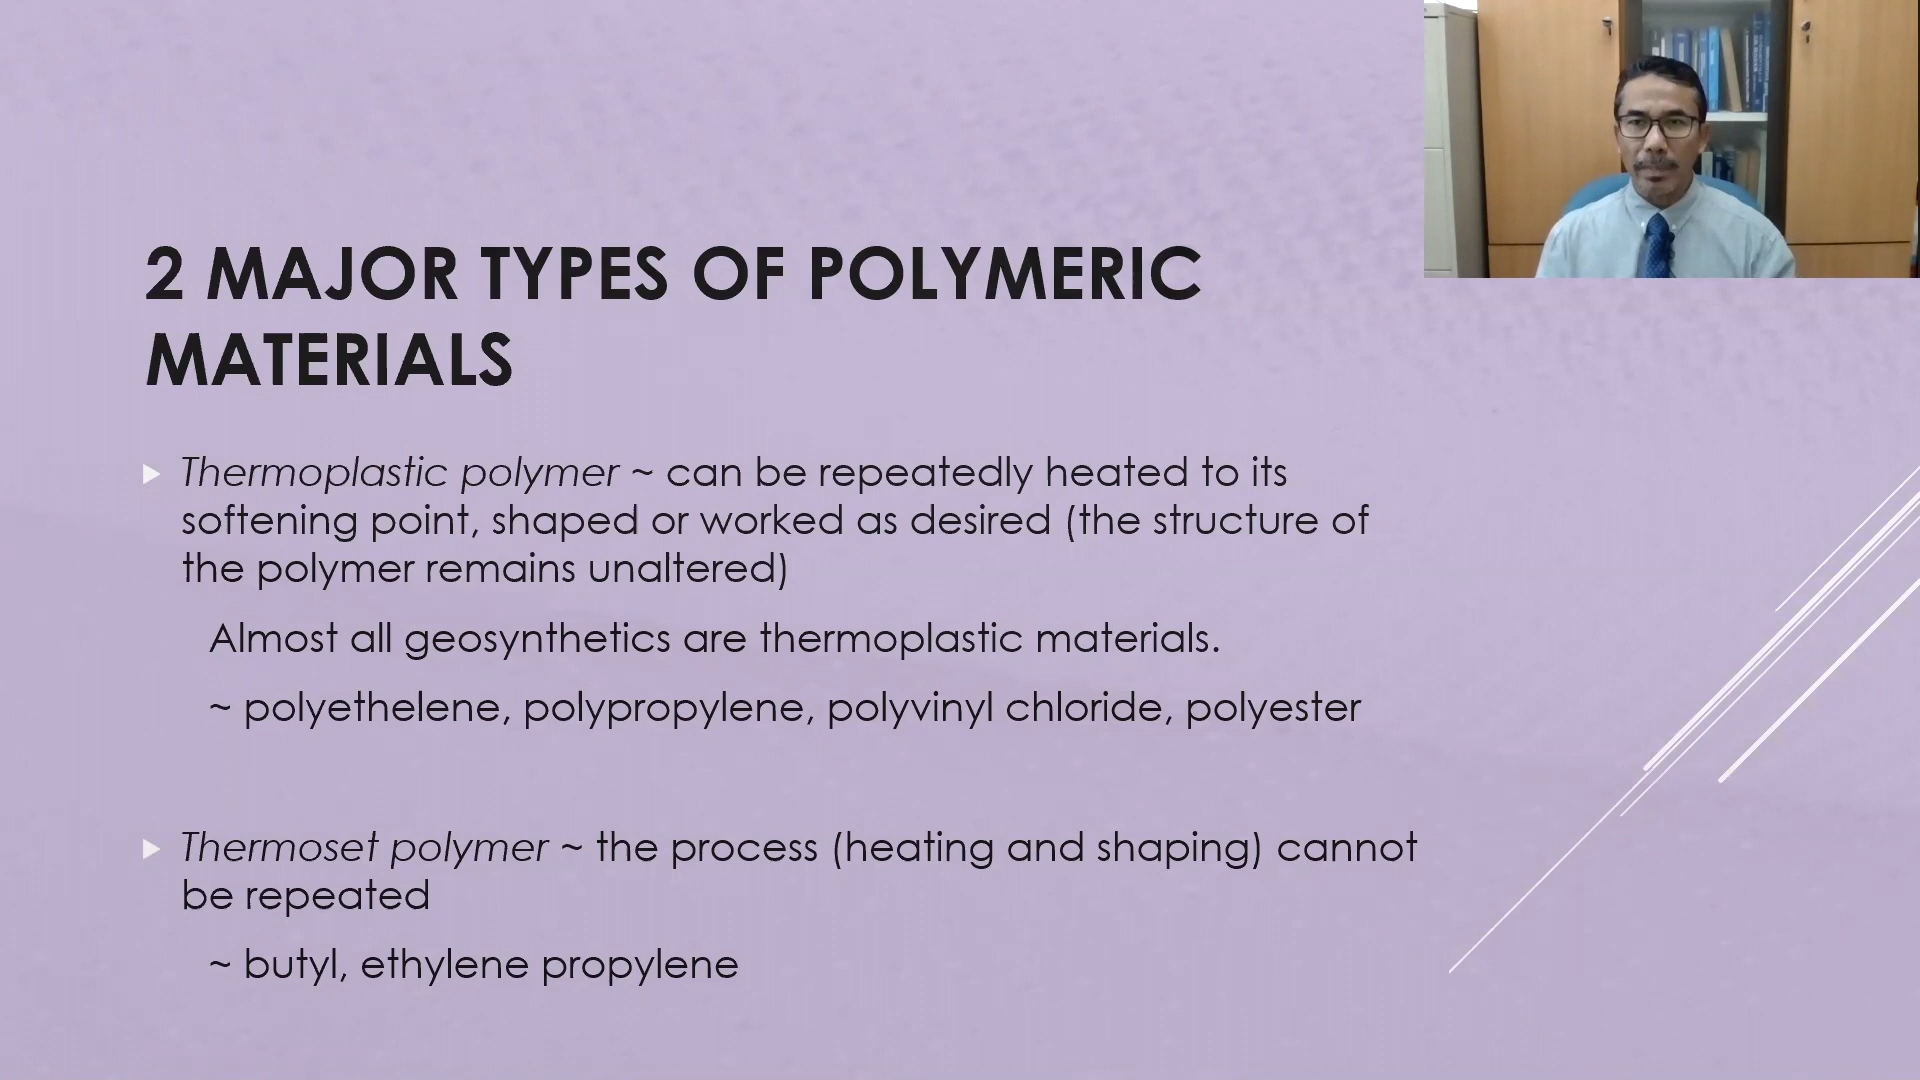 2 MAJOR TYPES OF POLYMERIC
MATERIALS
Thermoplastic polymer ~ can be repeatedly heated to its
softening point, shaped or worked as desired (the structure of
the polymer remains unaltered)
Almost all geosynthetics are thermoplastic materials.
~ polyethelene, polypropylene, polyvinyl chloride, polyester
Thermoset polymer ~ the process (heating and shaping) cannot
be repeated
~ butyl, ethylene propylene